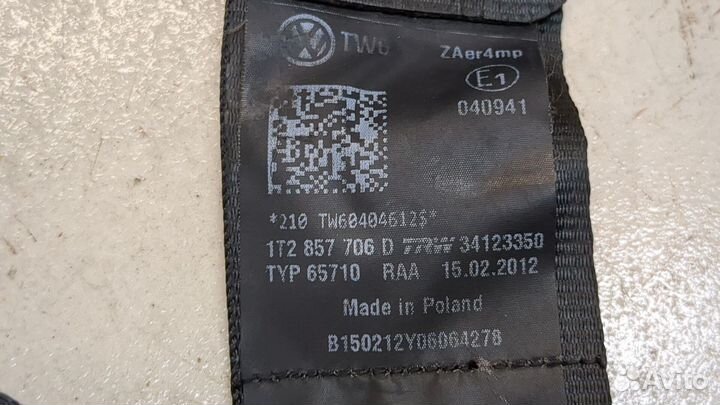 TW6
ZAer4mp
E1
040941
*210 TW60404612$*
1T2 857 706 D TRW 34123350
TYP 65710 RAA 15.02.2012
Made in Poland
B150212Y06064278
Avito